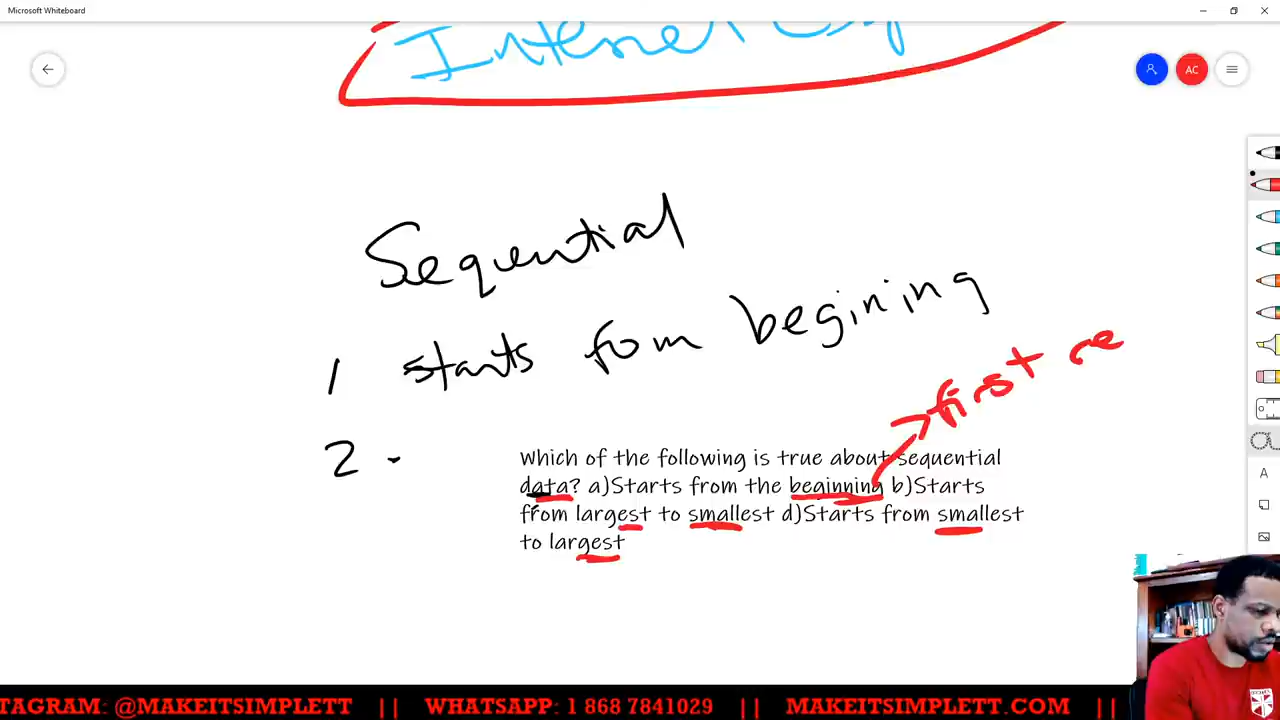 Microsoft Whiteboard
AC
Sequential
1 starts fom begining
first re
2 -
Which of the following is true about sequential
data? a)Starts from the beginning b)Starts
from largest to smallest d)Starts from smallest
to largest
A
TAGRAM: @MAKEITSIMPLETT || WHATSAPP: 1 868 7841029 || MAKEITSIMPLETT.COM ||